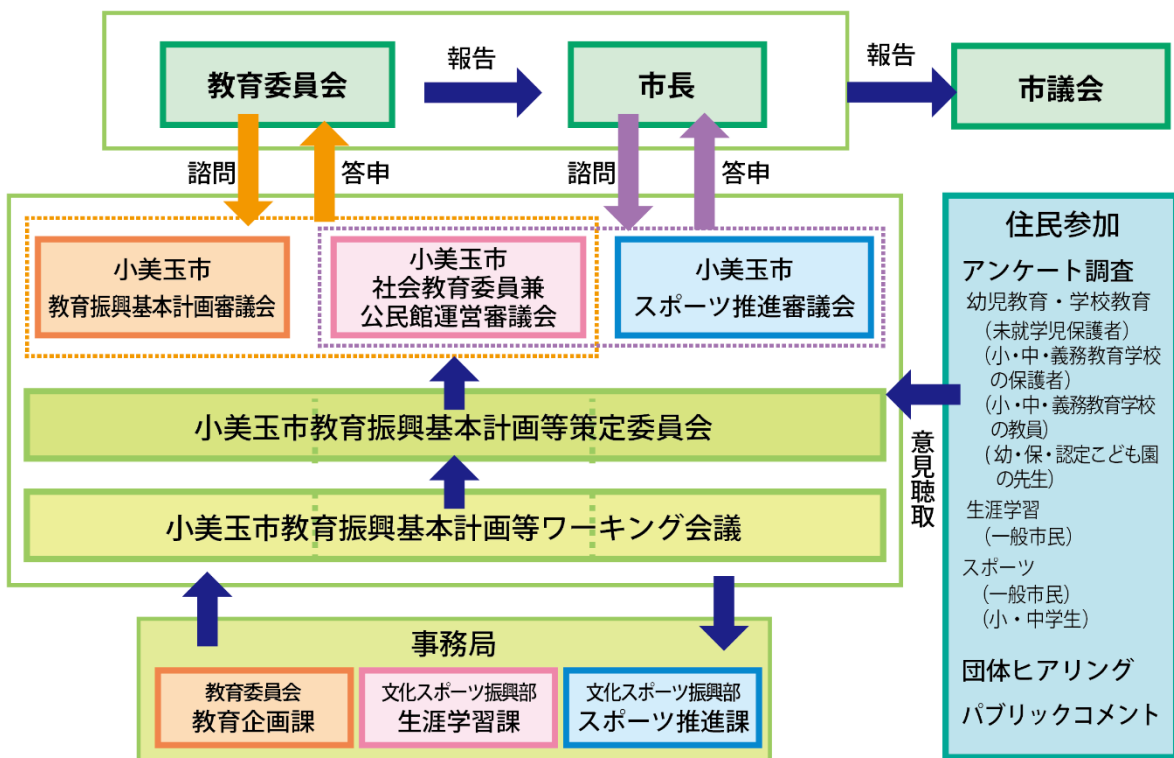 教育委員会
報告
市長
報告
市議会
諮問
答申
諮問
答申
小美玉市
教育振興基本計画審議会
小美玉市
社会教育委員兼
公民館運営審議会
小美玉市
スポーツ推進審議会
小美玉市教育振興基本計画等策定委員会
小美玉市教育振興基本計画等ワーキング会議
事務局
教育委員会
教育企画課
文化スポーツ振興部
生涯学習課
文化スポーツ振興部
スポーツ推進課
意見聴取
住民参加
アンケート調査
幼児教育・学校教育
（未就学児保護者）
（小・中・義務教育学校
の保護者）
（小・中・義務教育学校
の教員）
（幼・保・認定こども園
の先生）
生涯学習
（一般市民）
スポーツ
（一般市民）
（小・中学生）
団体ヒアリング
パブリックコメント